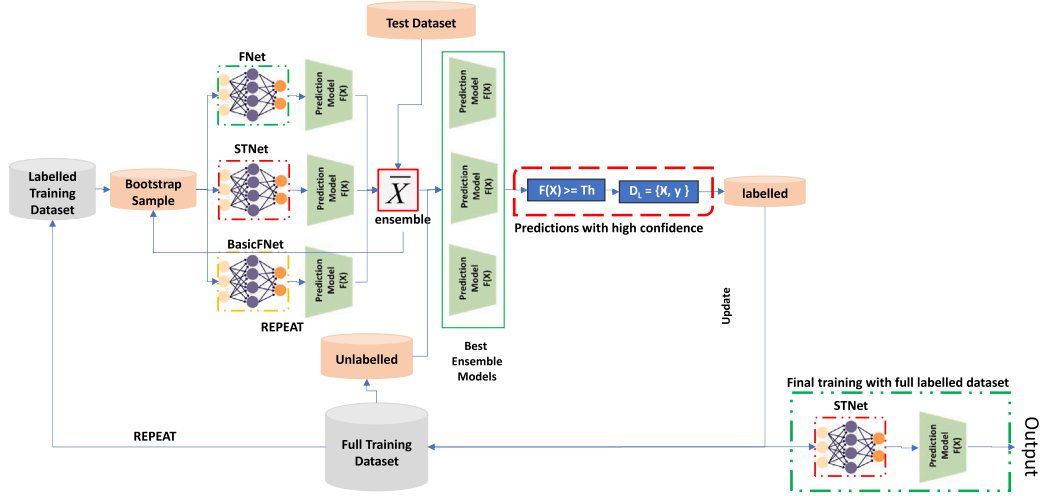 Test Dataset
FNet
Prediction
Model
F(X)
Prediction
Model
F(X)
STNet
Labelled
Training
Dataset
Bootstrap
Sample
Prediction
Model
F(X)
X
ensemble
Prediction
Model
F(X)
F(X) >= Th
D_L = {X, y }
labelled
Predictions with high confidence
BasicFNet
Prediction
Model
F(X)
Prediction
Model
F(X)
REPEAT
Update
Unlabelled
Best
Ensemble
Models
Final training with full labelled dataset
STNet
Prediction
Model
F(X)
Output
REPEAT
Full Training
Dataset